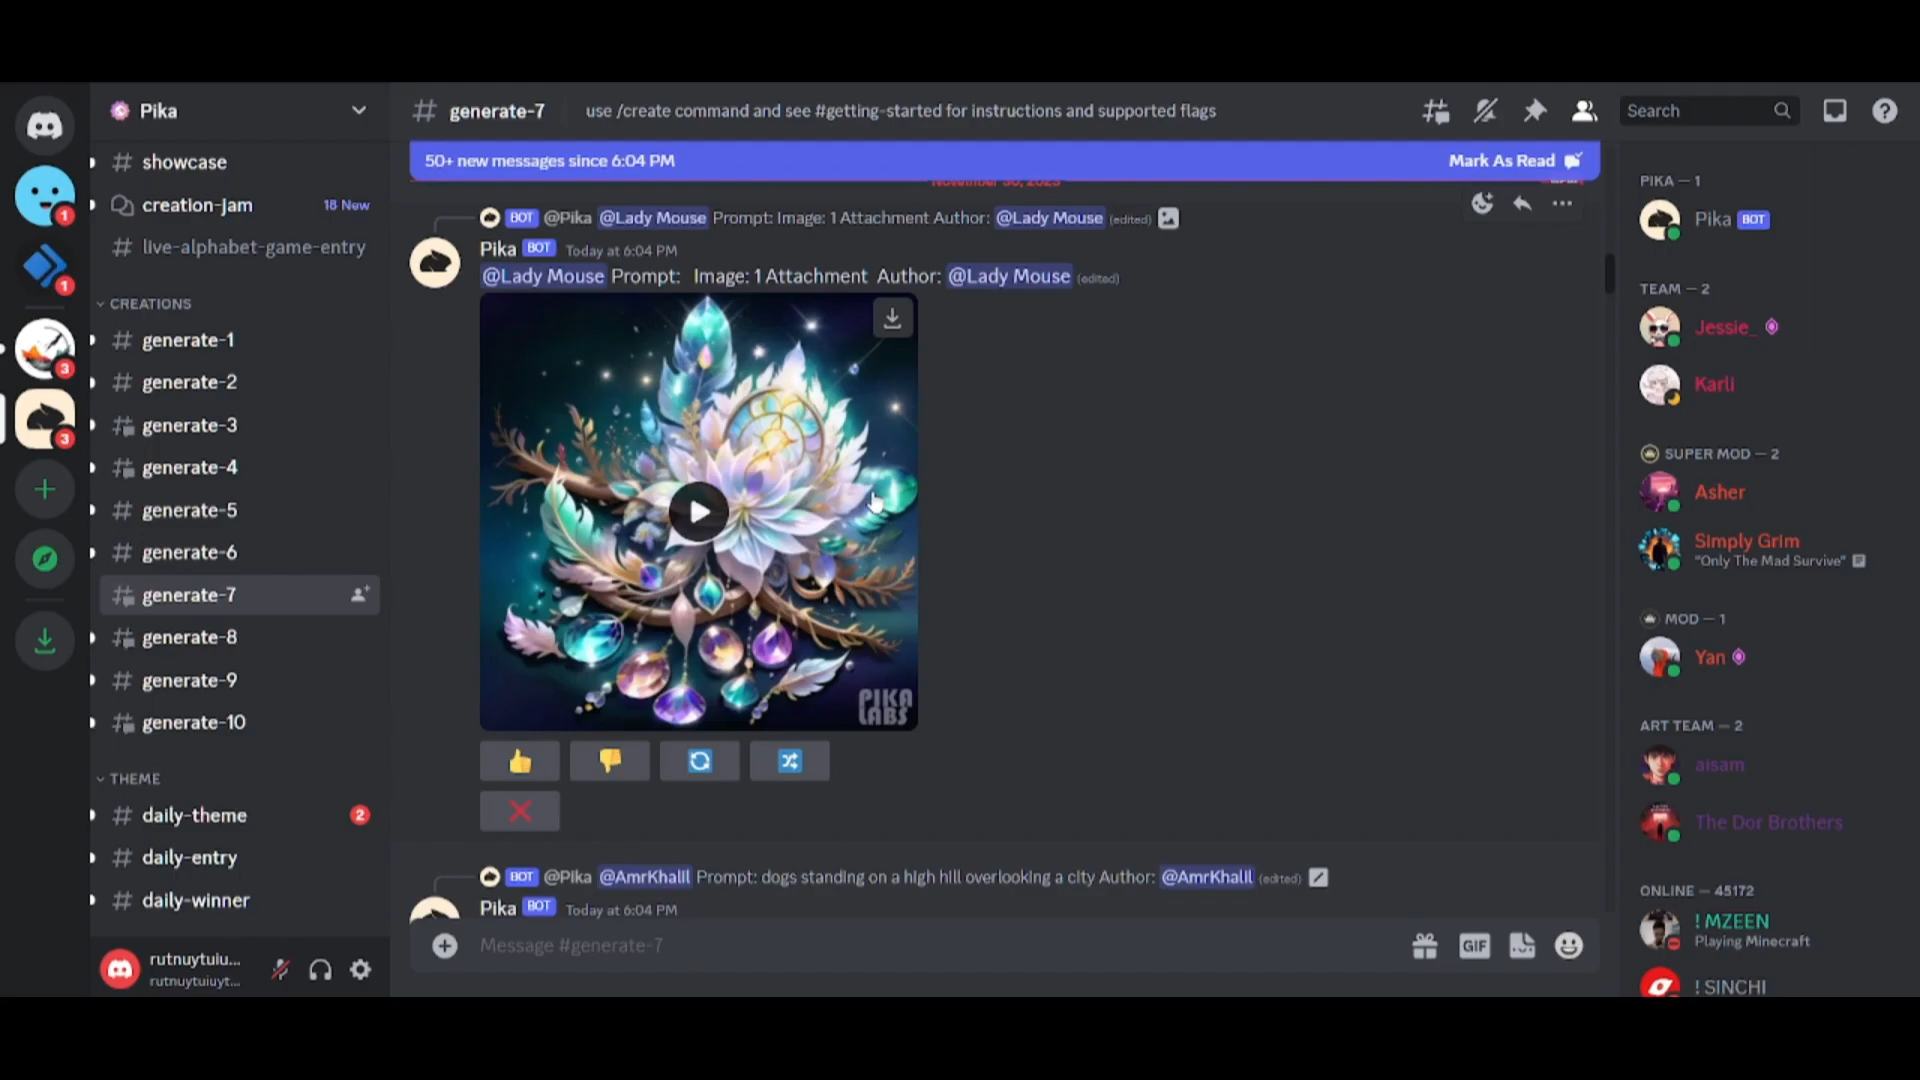 Pika
generate-7
use /create command and see #getting-started for instructions and supported flags
Search
50+ new messages since 6:04 PM
Mark As Read
November 30, 2023
showcase
creation-jam
18 New
live-alphabet-game-entry
CREATIONS
generate-1
generate-2
generate-3
generate-4
generate-5
generate-6
generate-7
generate-8
generate-9
generate-10
THEME
daily-theme
2
daily-entry
daily-winner
rutnuytuiu...
rutnuytuiuyt...
1
1
3
3
BOT @Pika @Lady Mouse Prompt: Image: 1 Attachment Author: @Lady Mouse (edited)
Pika BOT Today at 6:04 PM
@Lady Mouse Prompt: Image: 1 Attachment Author: @Lady Mouse (edited)
PIKA
LABS
BOT @Pika @AmrKhalil Prompt: dogs standing on a high hill overlooking a city Author: @AmrKhalil (edited)
Pika BOT Today at 6:04 PM
Message #generate-7
GIF
PIKA — 1
Pika BOT
TEAM — 2
Jessie_
Karli
SUPER MOD — 2
Asher
Simply Grim
"Only The Mad Survive"
MOD — 1
Yan
ART TEAM — 2
aisam
The Dor Brothers
ONLINE — 45172
! MZEEN
Playing Minecraft
! SINCHI